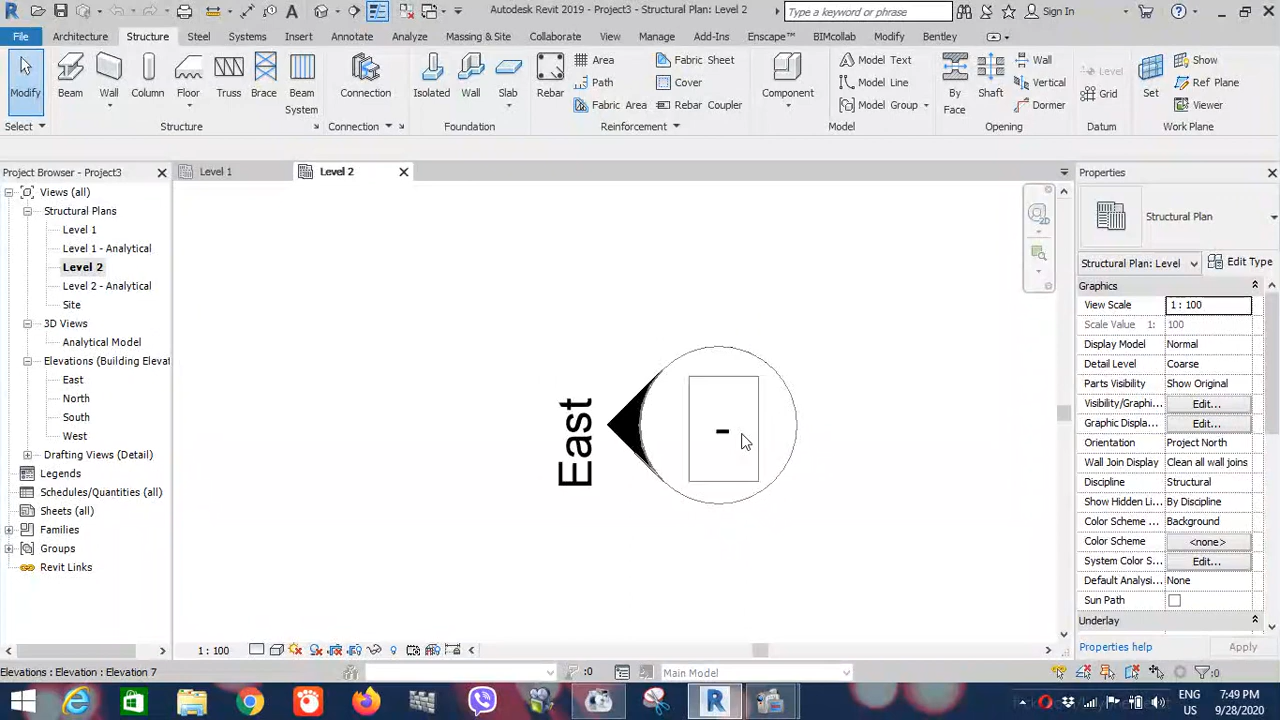 Autodesk Revit 2019 - Project3 - Structural Plan: Level 2
Type a keyword or phrase
Sign In
File Architecture Structure Steel Systems Insert Annotate Analyze Massing & Site Collaborate View Manage Add-Ins Enscape™ BIMcollab Modify Bentley
Modify
Beam
Wall
Column
Floor
Truss
Brace
Beam
System
Connection
Isolated
Wall
Slab
Rebar
Area
Path
Fabric Area
Fabric Sheet
Cover
Rebar Coupler
Component
Model Text
Model Line
Model Group
By
Face
Shaft
Wall
Vertical
Dormer
Level
Grid
Set
Show
Ref Plane
Viewer
Select
Structure
Connection
Foundation
Reinforcement
Model
Opening
Datum
Work Plane
Project Browser - Project3
Views (all)
Structural Plans
Level 1
Level 1 - Analytical
Level 2
Level 2 - Analytical
Site
3D Views
Analytical Model
Elevations (Building Elevat
East
North
South
West
Drafting Views (Detail)
Legends
Schedules/Quantities (all)
Sheets (all)
Families
Groups
Revit Links
Level 1
Level 2
East
-
2D
Properties
Structural Plan
Structural Plan: Level
Edit Type
Graphics
View Scale 1 : 100
Scale Value 1: 100
Display Model Normal
Detail Level Coarse
Parts Visibility Show Original
Visibility/Graphi... Edit...
Graphic Displa... Edit...
Orientation Project North
Wall Join Display Clean all wall joins
Discipline Structural
Show Hidden Li... By Discipline
Color Scheme ... Background
Color Scheme <none>
System Color S... Edit...
Default Analysi... None
Sun Path
Underlay
Properties help
Apply
1 : 100
Elevations : Elevation : Elevation 7
:0
Main Model
:0
ENG
US
7:49 PM
9/28/2020